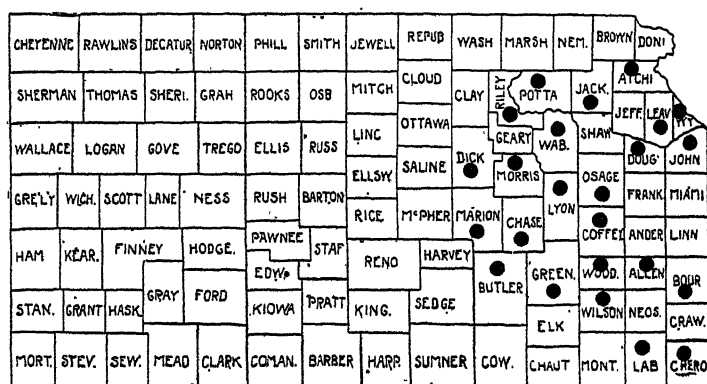 CHEYENNE RAWLINS DECATUR NORTON PHILL SMITH JEWELL REPUB WASH MARSH NEM. BROWN DONI
SHERMAN THOMAS SHERI. GRAH ROOKS OSB MITCH CLOUD CLAY RILEY POTTA JACK. ATCHI
JEFF. LEAV WY.
WALLACE LOGAN GOVE TREGO ELLIS RUSS LINC OTTAWA GEARY WAB. SHAW DOUG JOHN
ELLSW SALINE DICK MORRIS OSAGE
GRE'LY WICH. SCOTT LANE NESS RUSH BARTON RICE McPHER MARION CHASE LYON FRANK MIAMI
COFFEY ANDER LINN
HAM KEAR. FINNEY HODGE. PAWNEE STAF RENO HARVEY
EDW. BUTLER GREEN. WOOD. ALLEN BOUR
STAN. GRANT HASK. GRAY FORD KIOWA PRATT KING. SEDGE ELK WILSON NEOS. CRAW.
MORT. STEV. SEW. MEAD CLARK COMAN. BARBER HARP. SUMNER COW. CHAUT MONT. LAB CHERO